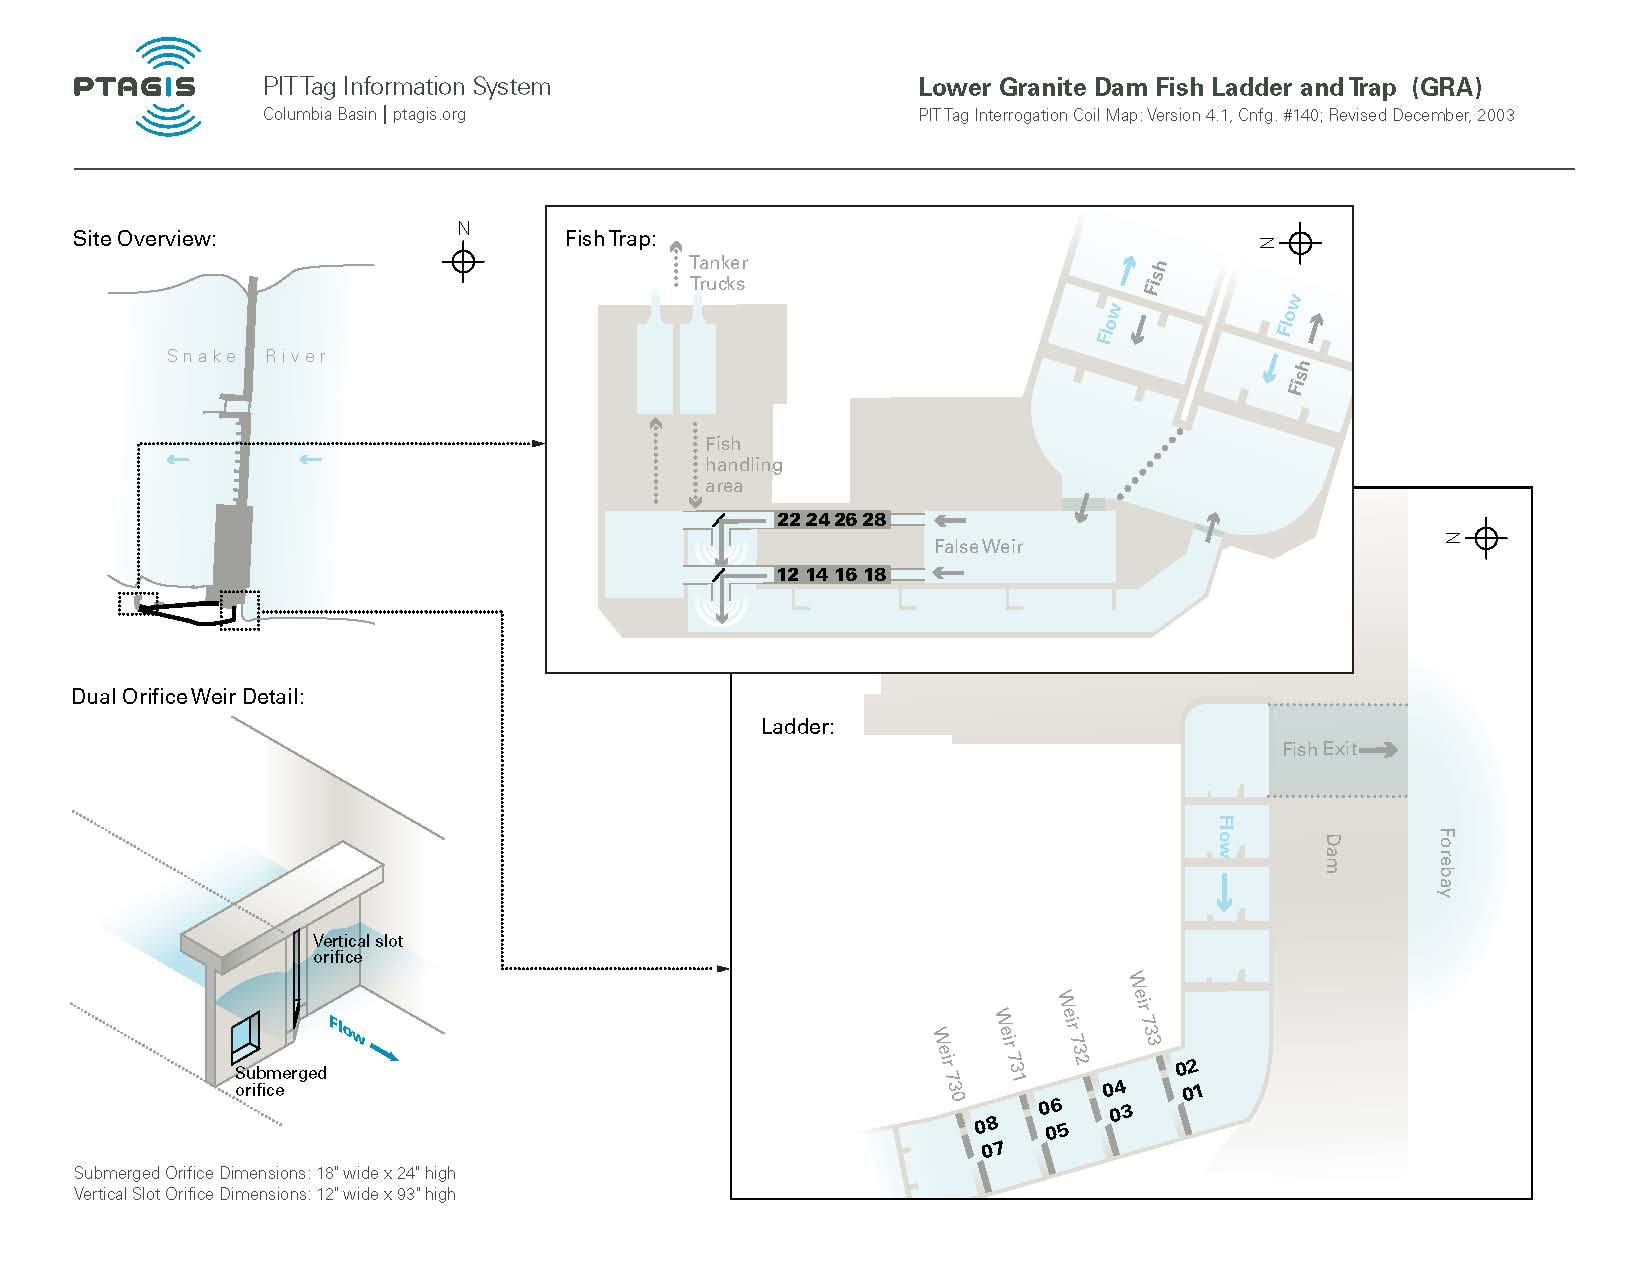 PTAGIS
PIT Tag Information System
Columbia Basin | ptagis.org
Lower Granite Dam Fish Ladder and Trap (GRA)
PIT Tag Interrogation Coil Map: Version 4.1, Cnfg. #140; Revised December, 2003
Site Overview:
N
Snake River
Fish Trap:
N
Tanker
Trucks
Fish
handling
area
Flow
Fish
Flow
Fish
22 24 26 28
False Weir
12 14 16 18
Dual Orifice Weir Detail:
Vertical slot
orifice
Flow
Submerged
orifice
Submerged Orifice Dimensions: 18" wide x 24" high
Vertical Slot Orifice Dimensions: 12" wide x 93" high
Ladder:
N
Fish Exit
Flow
Dam
Forebay
Weir 730
Weir 731
Weir 732
Weir 733
08
07
06
05
04
03
02
01